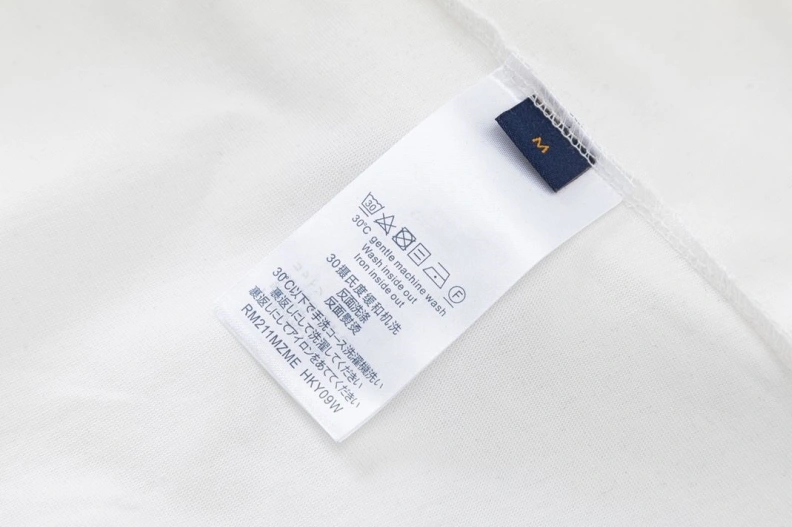 M
30
F
30℃ gentle machine wash
Wash inside out
Iron inside out
30摄氏度缓和机洗
反面洗涤
反面熨烫
30℃以下で手洗コース洗濯機洗い
裏返しにして洗濯してください
裏返しにしてアイロンをあててください
RM211MZME HKY09W